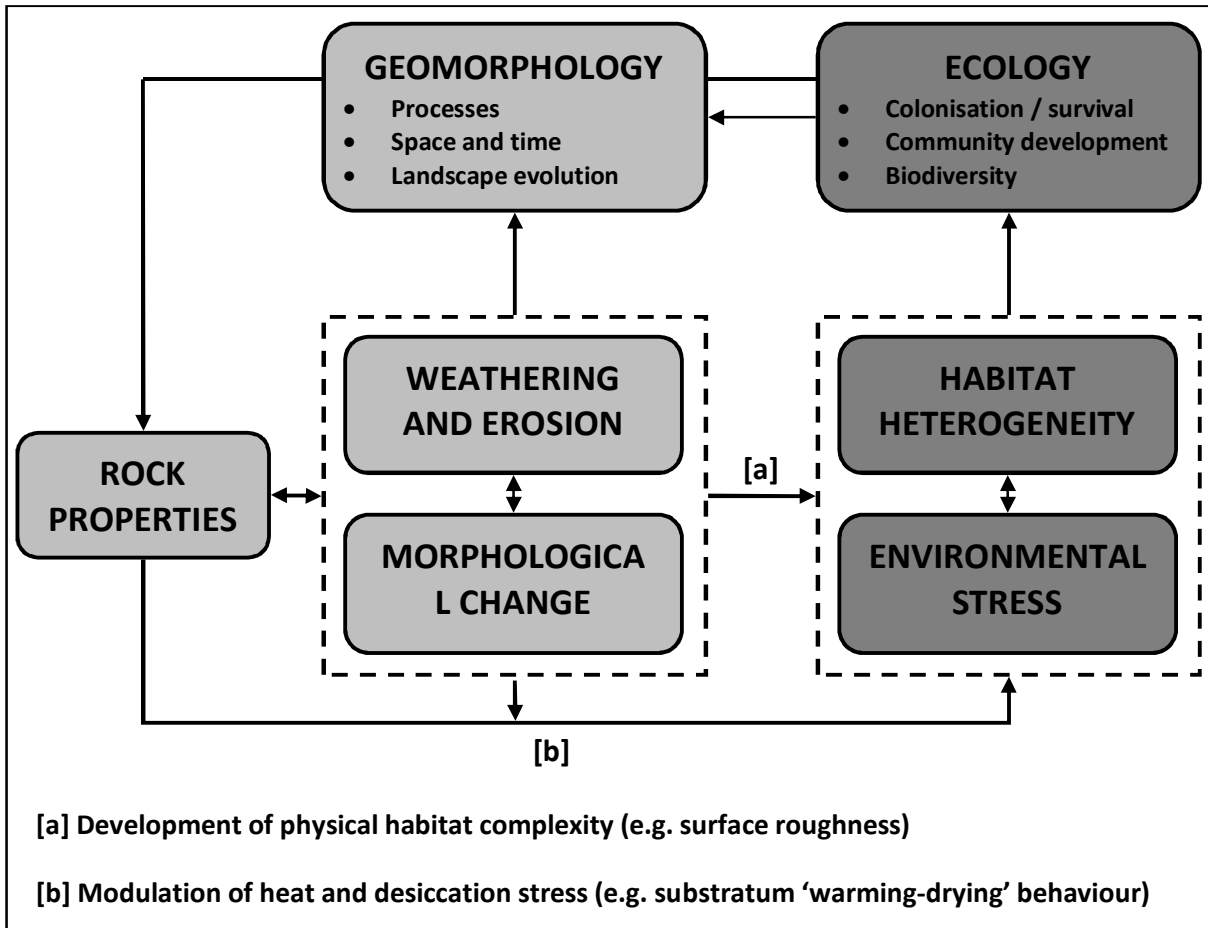 GEOMORPHOLOGY
• Processes
• Space and time
• Landscape evolution
ECOLOGY
• Colonisation / survival
• Community development
• Biodiversity
ROCK
PROPERTIES
WEATHERING
AND EROSION
MORPHOLOGICA
L CHANGE
[a]
HABITAT
HETEROGENEITY
ENVIRONMENTAL
STRESS
[b]
[a] Development of physical habitat complexity (e.g. surface roughness)
[b] Modulation of heat and desiccation stress (e.g. substratum ‘warming-drying’ behaviour)